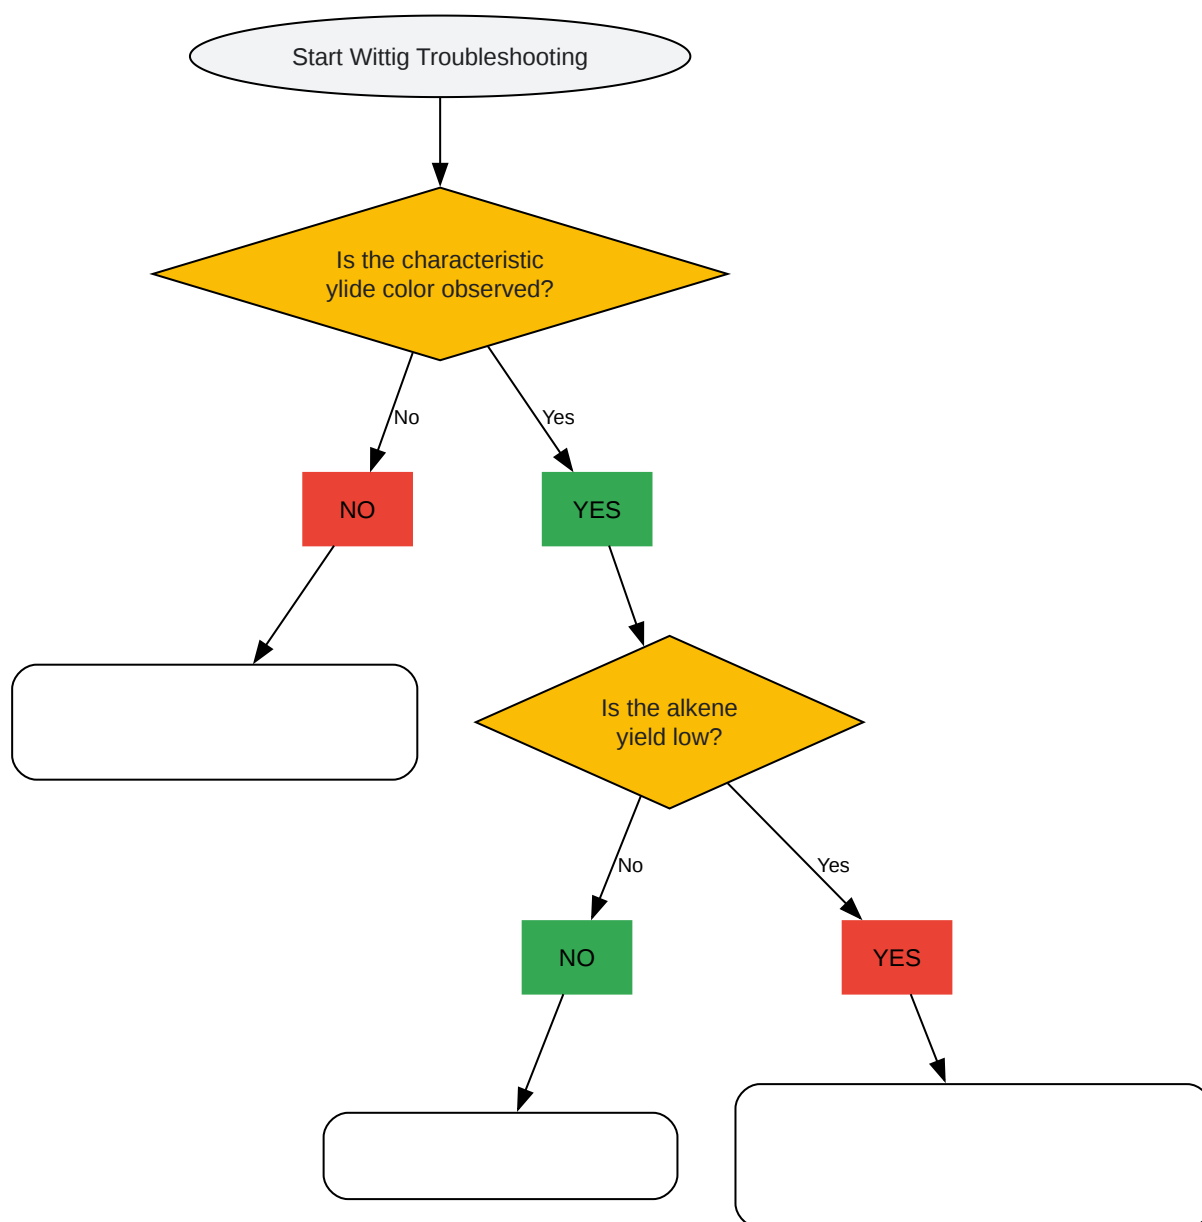 Start Wittig Troubleshooting
Is the characteristic
ylide color observed?
No
Yes
NO
YES
Is the alkene
yield low?
No
Yes
NO
YES